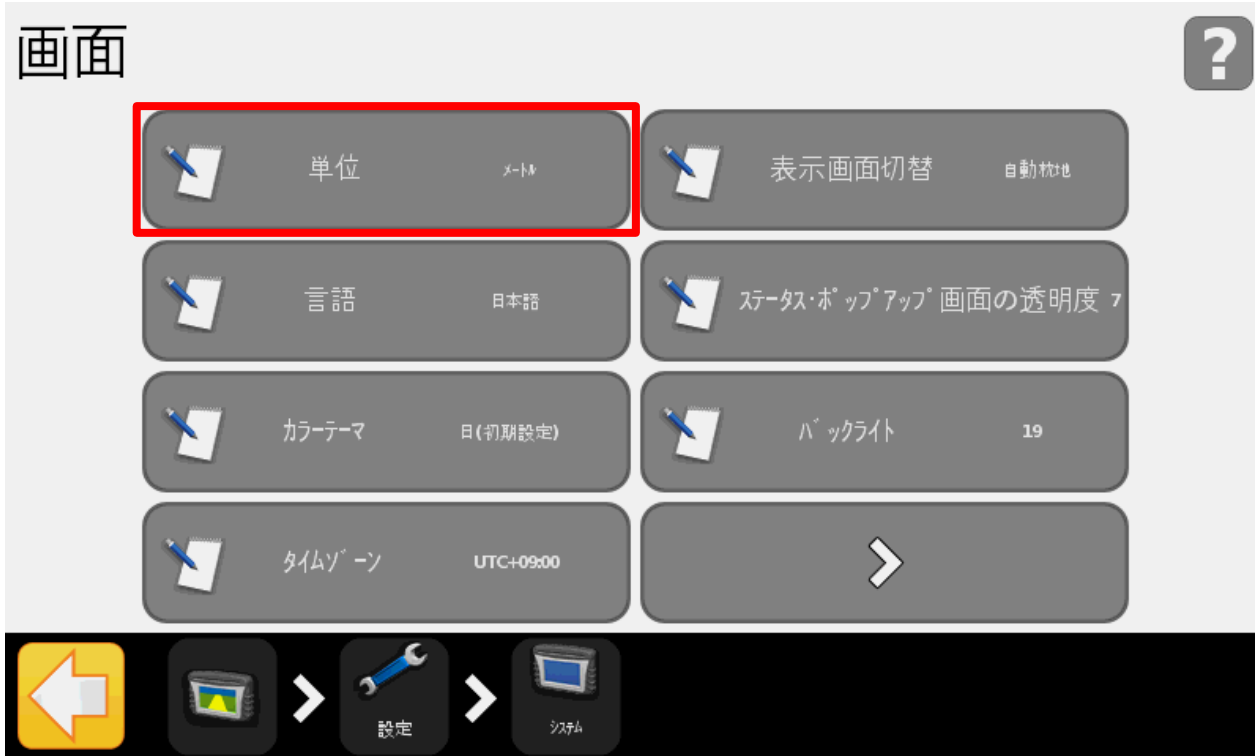 画面
?
単位 メートル
表示画面切替 自動枕地
言語 日本語
ステータス・ポップアップ画面の透明度 7
カラーテーマ 日(初期設定)
バックライト 19
タイムゾーン UTC+09:00
設定
システム